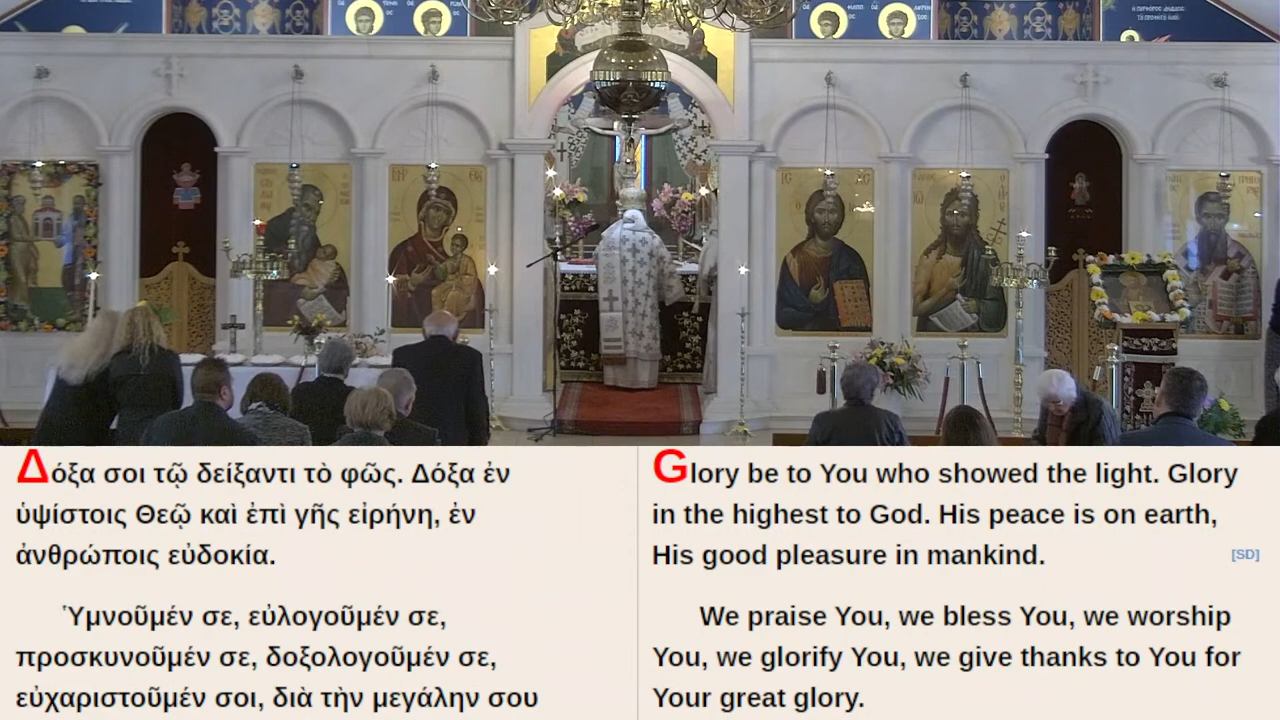 Δόξα σοι τῷ δείξαντι τὸ φῶς. Δόξα ἐν
ὑψίστοις Θεῷ καὶ ἐπὶ γῆς εἰρήνη, ἐν
ἀνθρώποις εὐδοκία.
Ὑμνοῦμέν σε, εὐλογοῦμέν σε,
προσκυνοῦμέν σε, δοξολογοῦμέν σε,
εὐχαριστοῦμέν σοι, διὰ τὴν μεγάλην σου
Glory be to You who showed the light. Glory
in the highest to God. His peace is on earth,
His good pleasure in mankind.
[SD]
We praise You, we bless You, we worship
You, we glorify You, we give thanks to You for
Your great glory.